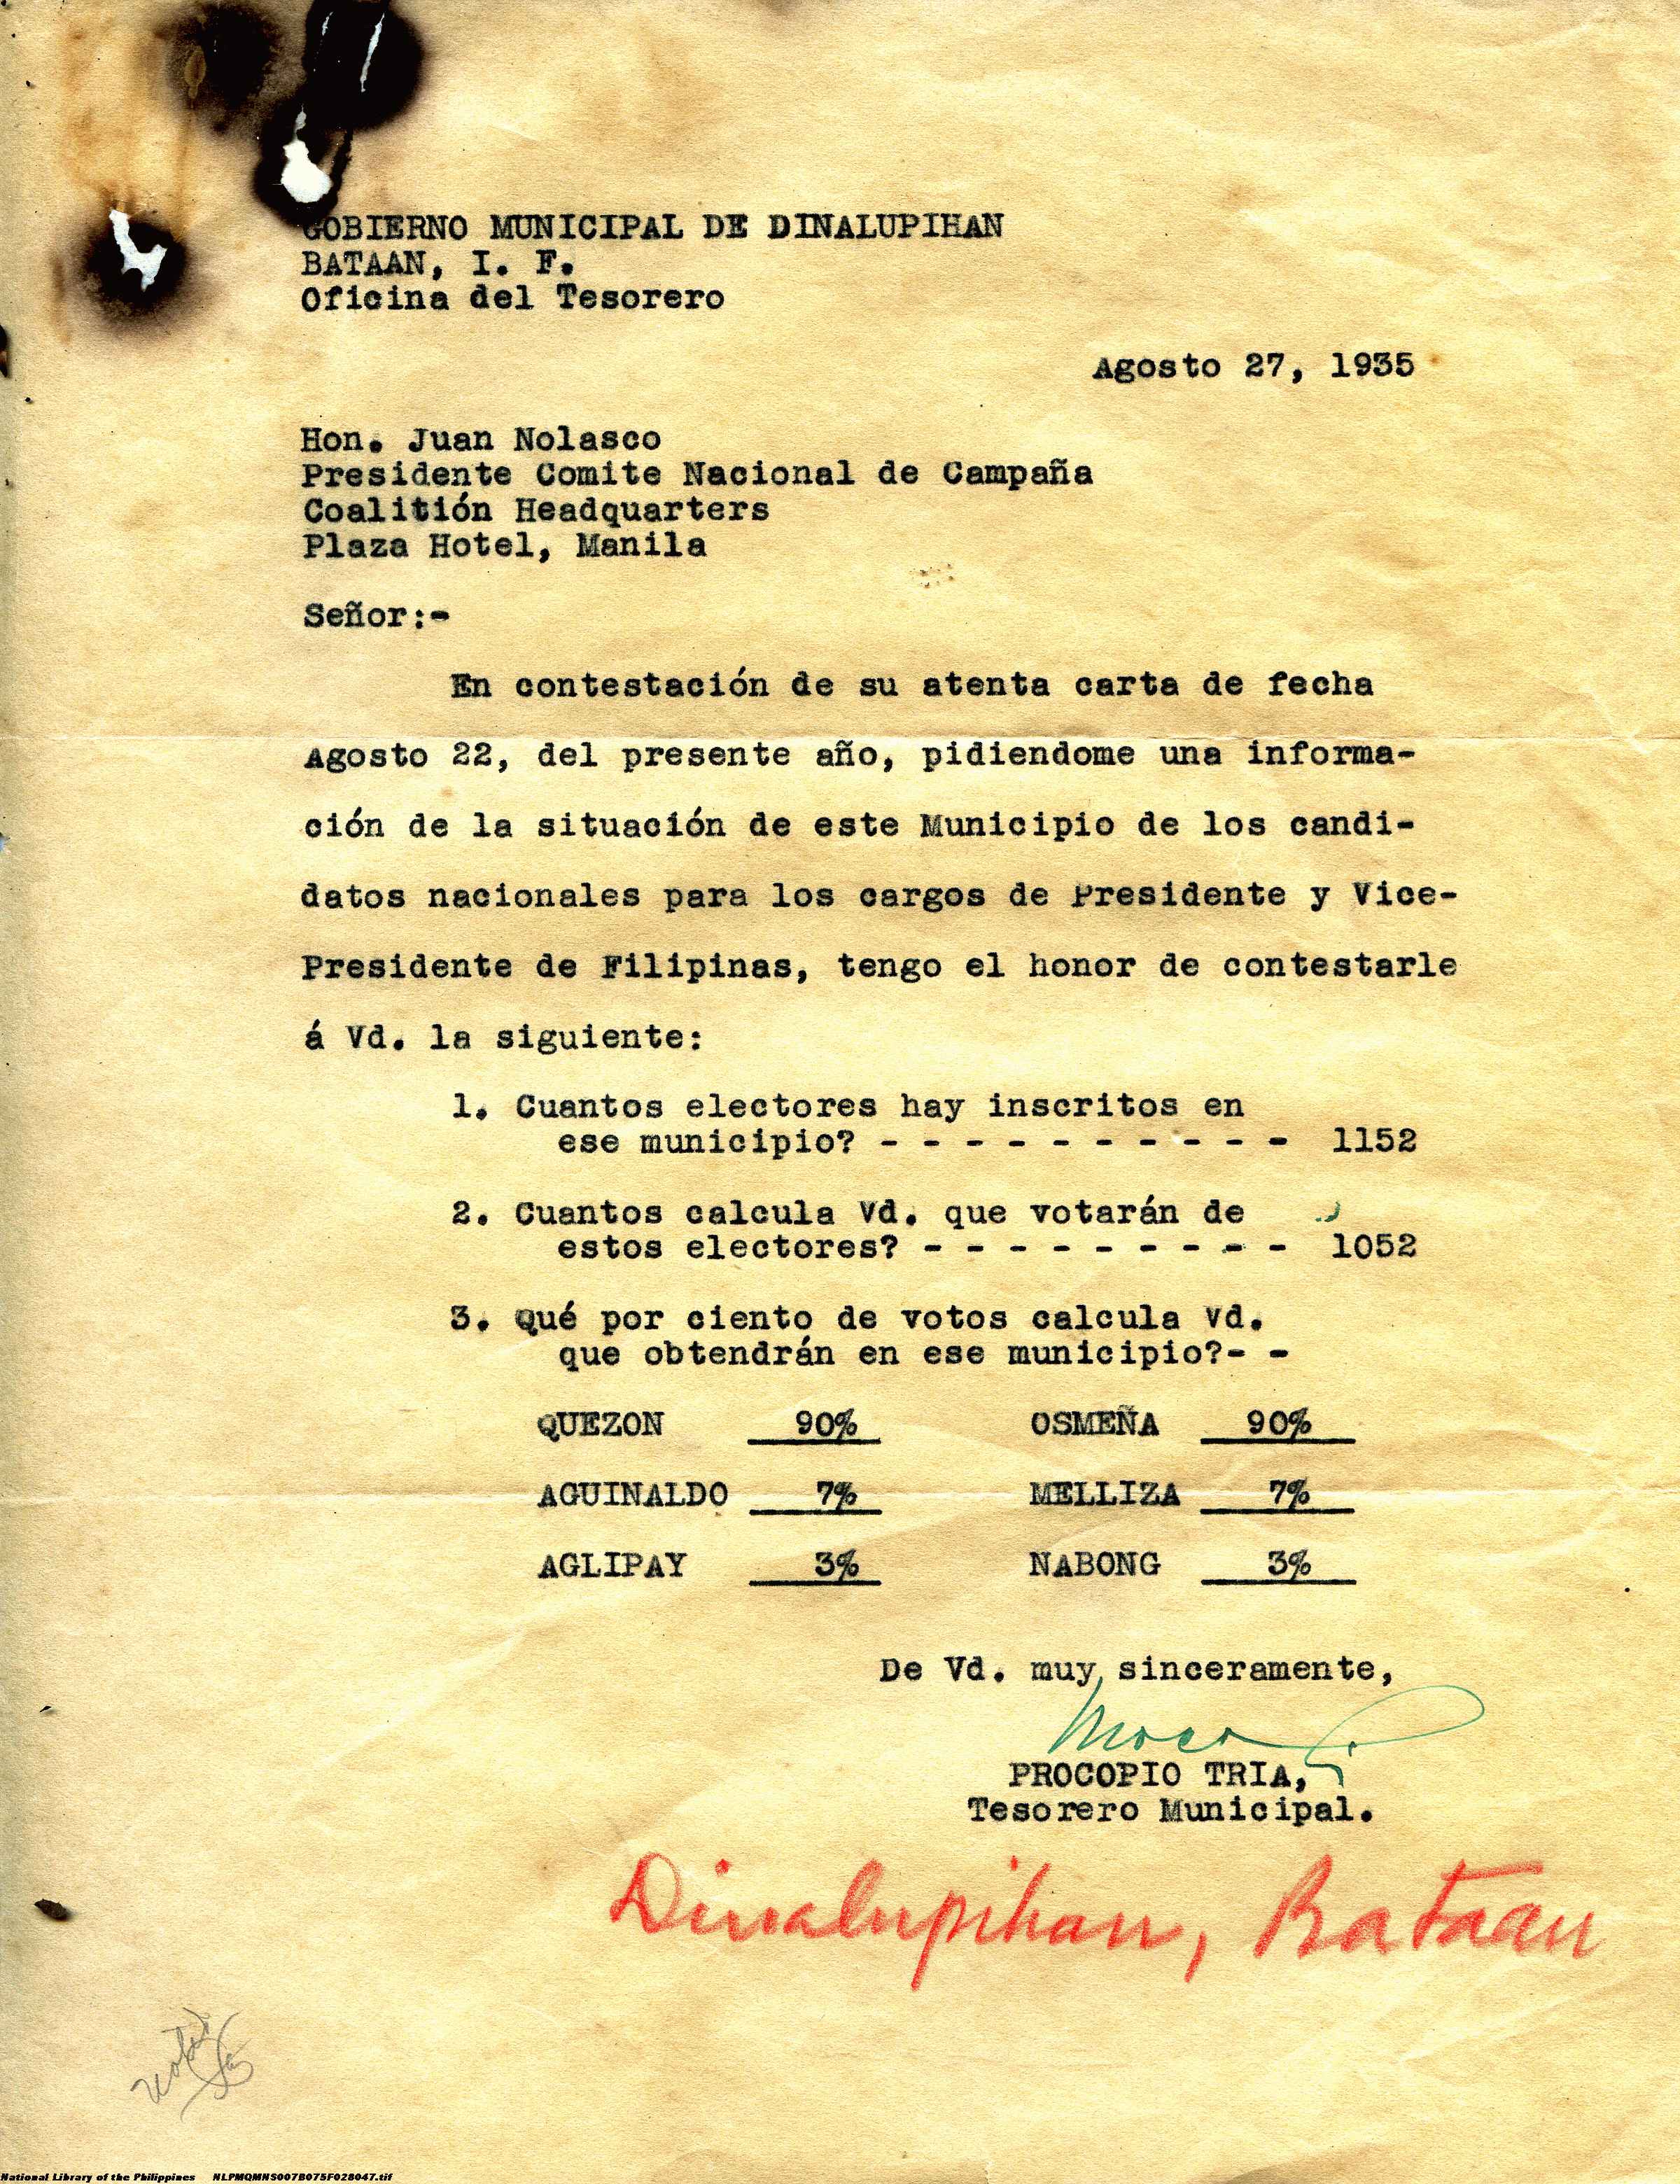 GOBIERNO MUNICIPAL DE DINALUPIHAN
BATAAN, I. F.
Oficina del Tesorero
Agosto 27, 1935
Hon. Juan Nolasco
Presidente Comite Nacional de Campaña
Coalitión Headquarters
Plaza Hotel, Manila
Señor:-
En contestación de su atenta carta de fecha
Agosto 22, del presente año, pidiendome una informa-
ción de la situación de este Municipio de los candi-
datos nacionales para los cargos de Presidente y Vice-
Presidente de Filipinas, tengo el honor de contestarle
á Vd. la siguiente:
1. Cuantos electores hay inscritos en
ese municipio? - - - - - - - - - - 1152
2. Cuantos calcula Vd. que votarán de
estos electores? - - - - - - - - - 1052
3. Qué por ciento de votos calcula Vd.
que obtendrán en ese municipio?- -
QUEZON 90% OSMEÑA 90%
AGUINALDO 7% MELLIZA 7%
AGLIPAY 3% NABONG 3%
De Vd. muy sinceramente,
PROCOPIO TRIA,
Tesorero Municipal.
Dinalupihan, Bataan
National Library of the Philippines NLPMQMNS007B075F028047.tif